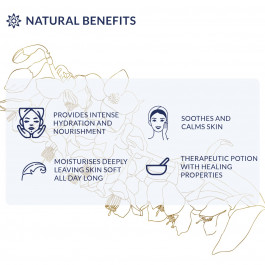 NATURAL BENEFITS
PROVIDES INTENSE
HYDRATION AND
NOURISHMENT
SOOTHES AND
CALMS SKIN
MOISTURISES DEEPLY
LEAVING SKIN SOFT
ALL DAY LONG
THERAPEUTIC POTION
WITH HEALING
PROPERTIES